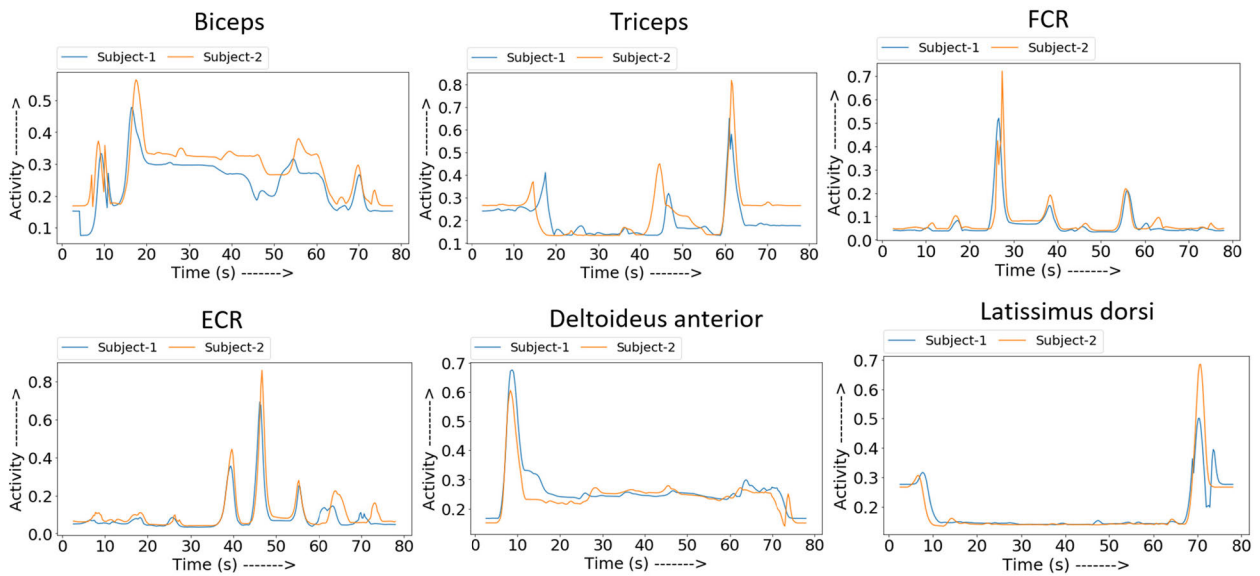 Biceps
Subject-1 Subject-2
Activity ------->
0.5
0.4
0.3
0.2
0.1
0 10 20 30 40 50 60 70 80
Time (s) ------->
Triceps
Subject-1 Subject-2
Activity ------->
0.8
0.7
0.6
0.5
0.4
0.3
0.2
0.1
0 10 20 30 40 50 60 70 80
Time (s) ------->
FCR
Subject-1 Subject-2
Activity ------->
0.7
0.6
0.5
0.4
0.3
0.2
0.1
0.0
0 10 20 30 40 50 60 70 80
Time (s) ------->
ECR
Subject-1 Subject-2
Activity ------->
0.8
0.6
0.4
0.2
0.0
0 10 20 30 40 50 60 70 80
Time (s) ------->
Deltoideus anterior
Subject-1 Subject-2
Activity ------->
0.7
0.6
0.5
0.4
0.3
0.2
0 10 20 30 40 50 60 70 80
Time (s) ------->
Latissimus dorsi
Subject-1 Subject-2
Activity ------->
0.7
0.6
0.5
0.4
0.3
0.2
0 10 20 30 40 50 60 70 80
Time (s) ------->